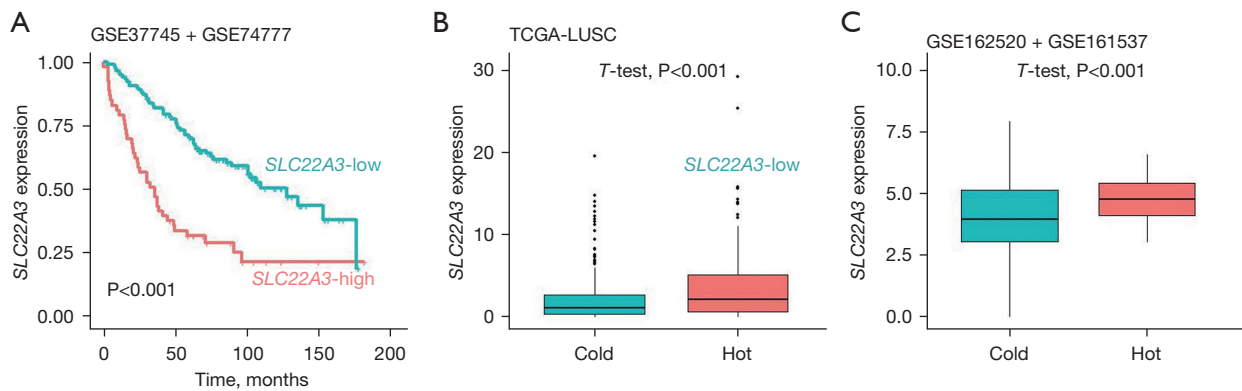 A
GSE37745 + GSE74777
SLC22A3 expression
1.00
0.75
0.50
0.25
0.00
SLC22A3-low
SLC22A3-high
P<0.001
0 50 100 150 200
Time, months
B
TCGA-LUSC
T-test, P<0.001
SLC22A3 expression
30
20
10
0
SLC22A3-low
Cold Hot
C
GSE162520 + GSE161537
T-test, P<0.001
SLC22A3 expression
10.0
7.5
5.0
2.5
0.0
Cold Hot